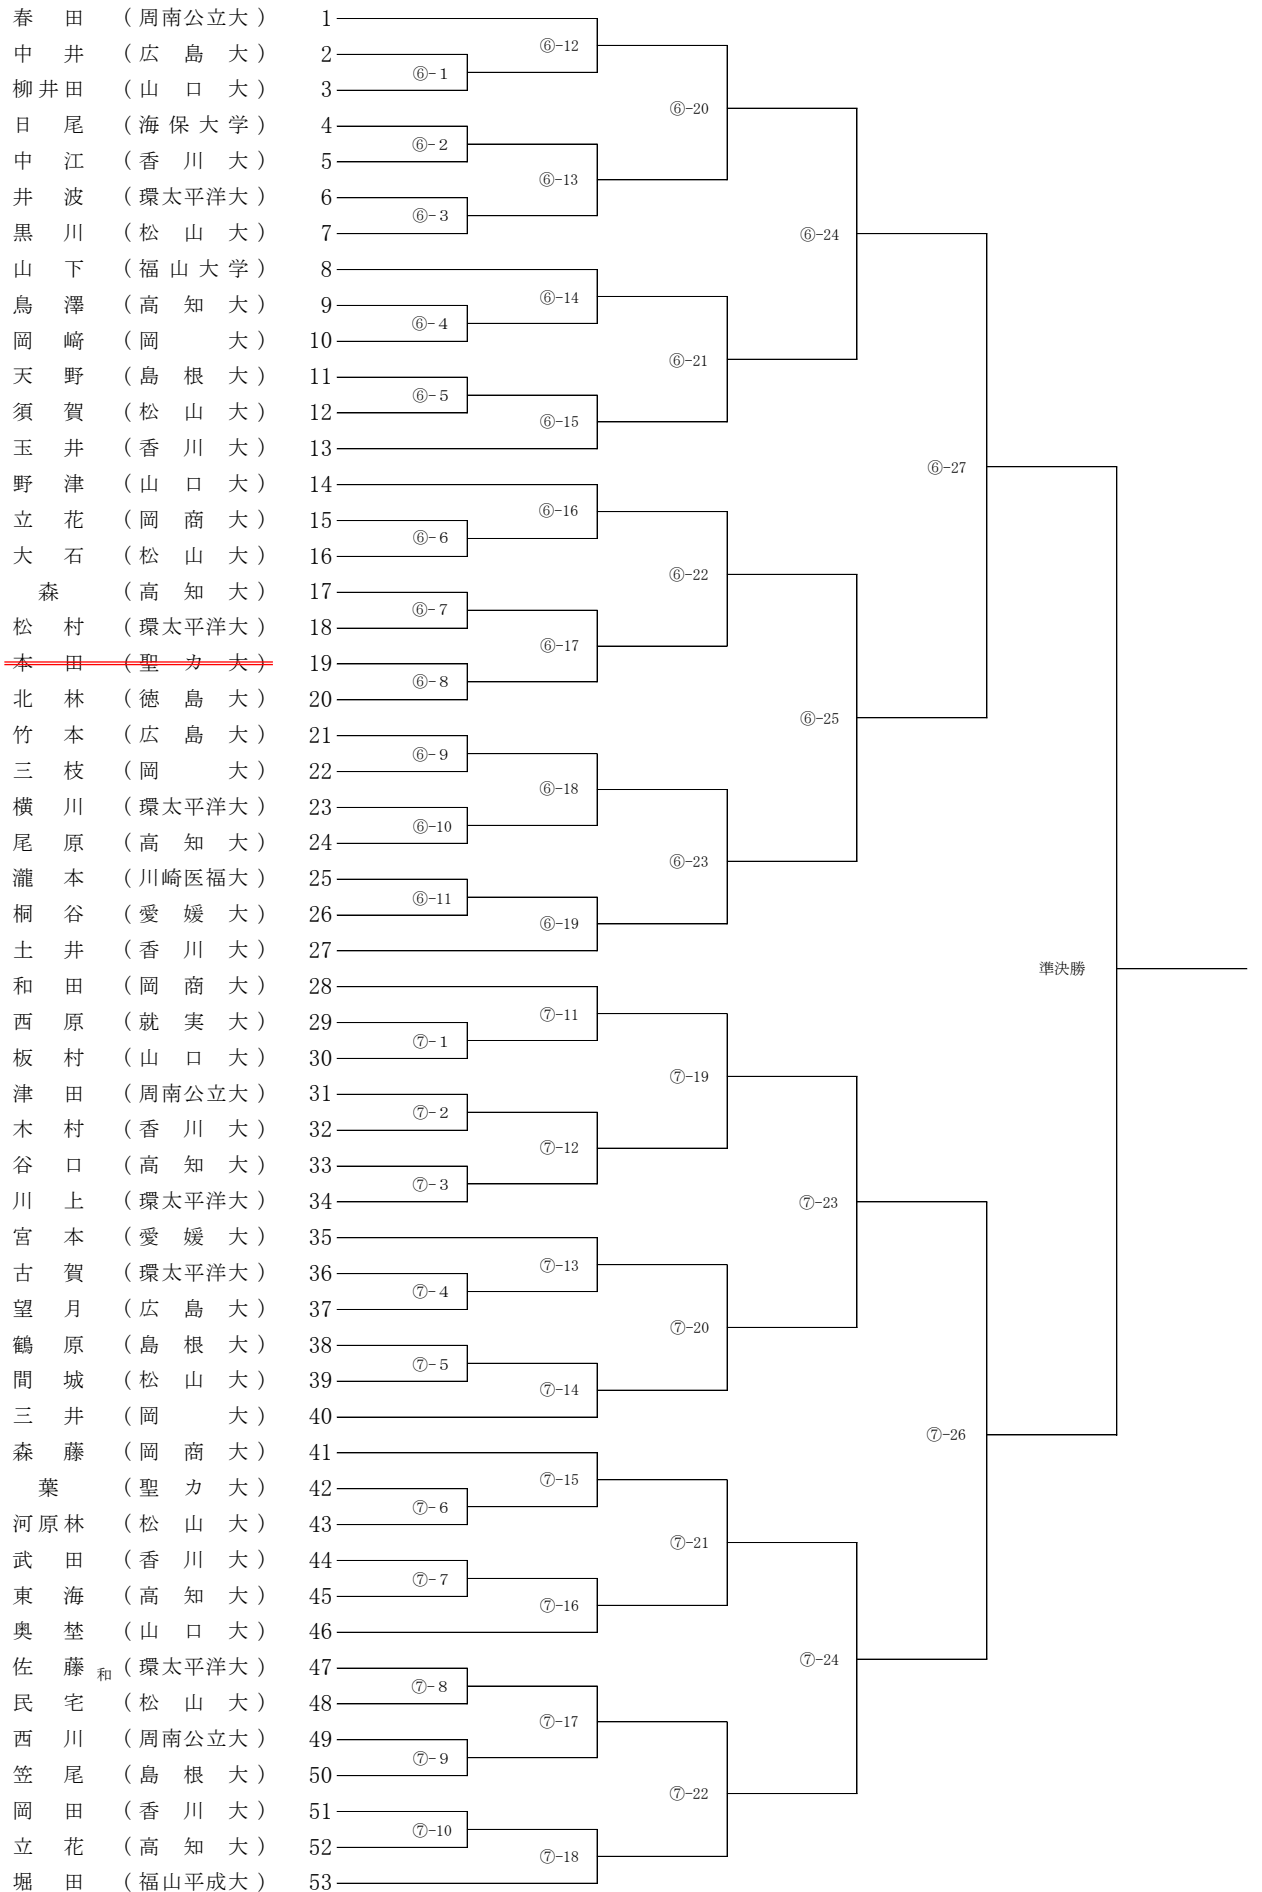 春田 (周南公立大) 1
中井 (広島大) 2
柳井田 (山口大) 3
日尾 (海保大学) 4
中江 (香川大) 5
井波 (環太平洋大) 6
黒川 (松山大) 7
山下 (福山大学) 8
鳥澤 (高知大) 9
岡﨑 (岡大) 10
天野 (島根大) 11
須賀 (松山大) 12
玉井 (香川大) 13
野津 (山口大) 14
立花 (岡商大) 15
大石 (松山大) 16
森 (高知大) 17
松村 (環太平洋大) 18
本田 (聖カ大) 19
北林 (徳島大) 20
竹本 (広島大) 21
三枝 (岡大) 22
横川 (環太平洋大) 23
尾原 (高知大) 24
瀧本 (川崎医福大) 25
桐谷 (愛媛大) 26
土井 (香川大) 27
和田 (岡商大) 28
西原 (就実大) 29
板村 (山口大) 30
津田 (周南公立大) 31
木村 (香川大) 32
谷口 (高知大) 33
川上 (環太平洋大) 34
宮本 (愛媛大) 35
古賀 (環太平洋大) 36
望月 (広島大) 37
鶴原 (島根大) 38
間城 (松山大) 39
三井 (岡大) 40
森藤 (岡商大) 41
葉 (聖カ大) 42
河原林 (松山大) 43
武田 (香川大) 44
東海 (高知大) 45
奥埜 (山口大) 46
佐藤和 (環太平洋大) 47
民宅 (松山大) 48
西川 (周南公立大) 49
笠尾 (島根大) 50
岡田 (香川大) 51
立花 (高知大) 52
堀田 (福山平成大) 53
⑥-1
⑥-2
⑥-3
⑥-4
⑥-5
⑥-6
⑥-7
⑥-8
⑥-9
⑥-10
⑥-11
⑦-1
⑦-2
⑦-3
⑦-4
⑦-5
⑦-6
⑦-7
⑦-8
⑦-9
⑦-10
⑥-12
⑥-13
⑥-14
⑥-15
⑥-16
⑥-17
⑥-18
⑥-19
⑦-11
⑦-12
⑦-13
⑦-14
⑦-15
⑦-16
⑦-17
⑦-18
⑥-20
⑥-21
⑥-22
⑥-23
⑦-19
⑦-20
⑦-21
⑦-22
⑥-24
⑥-25
⑦-23
⑦-24
⑥-27
⑦-26
準決勝